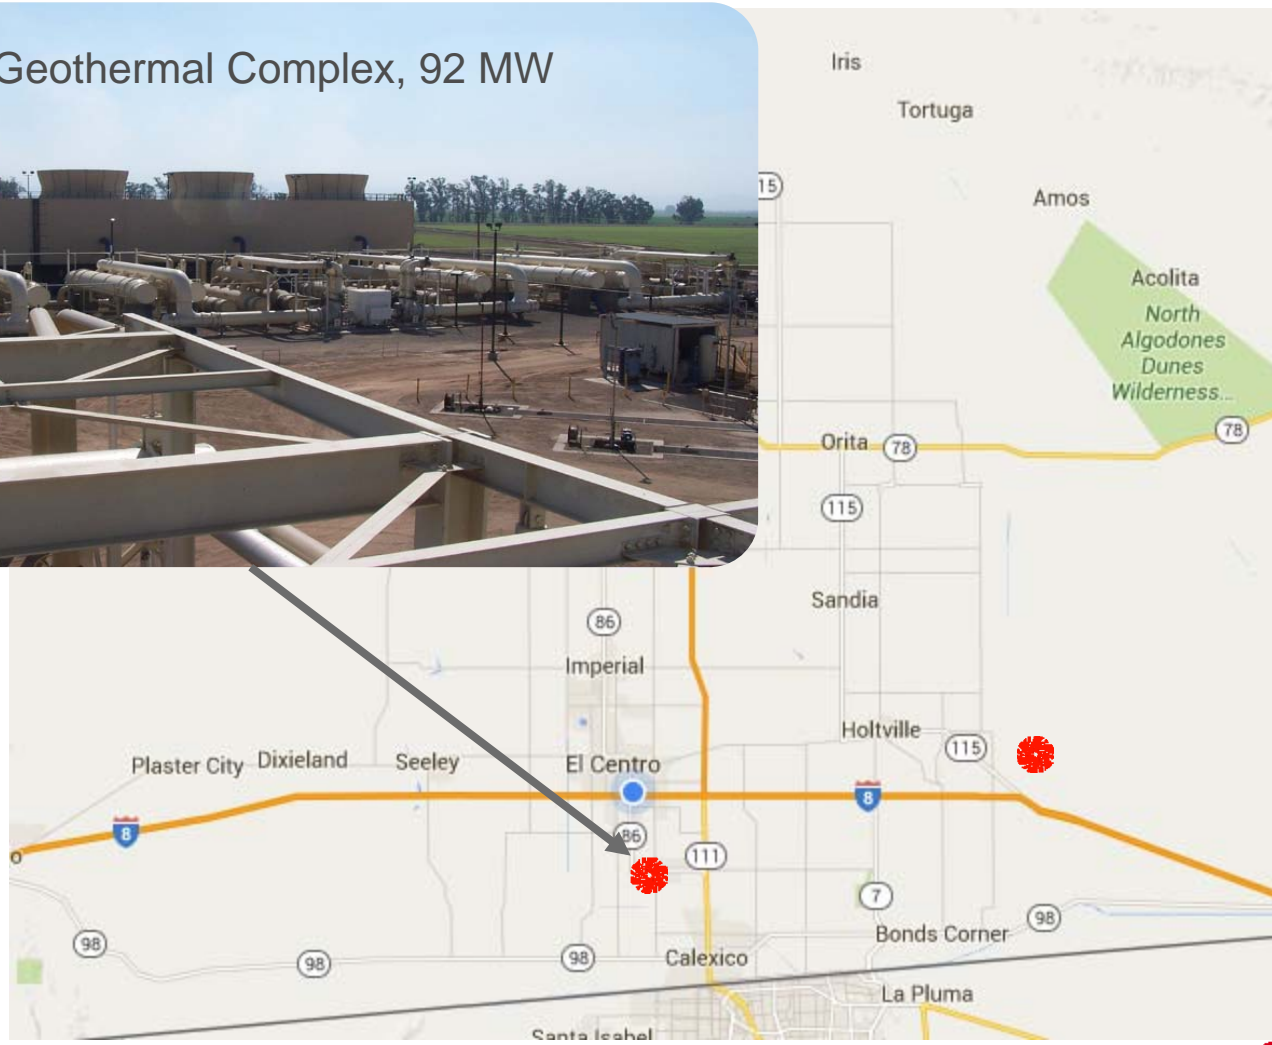 Geothermal Complex, 92 MW
Iris
Tortuga
15
Amos
Acolita
North
Algodones
Dunes
Wilderness...
78
Orita
78
115
Sandia
86
Imperial
Holtville
115
El Centro
Plaster City
Dixieland
Seeley
8
8
86
111
o
7
98
Bonds Corner
98
98
98
Calexico
La Pluma
Santa Isabel